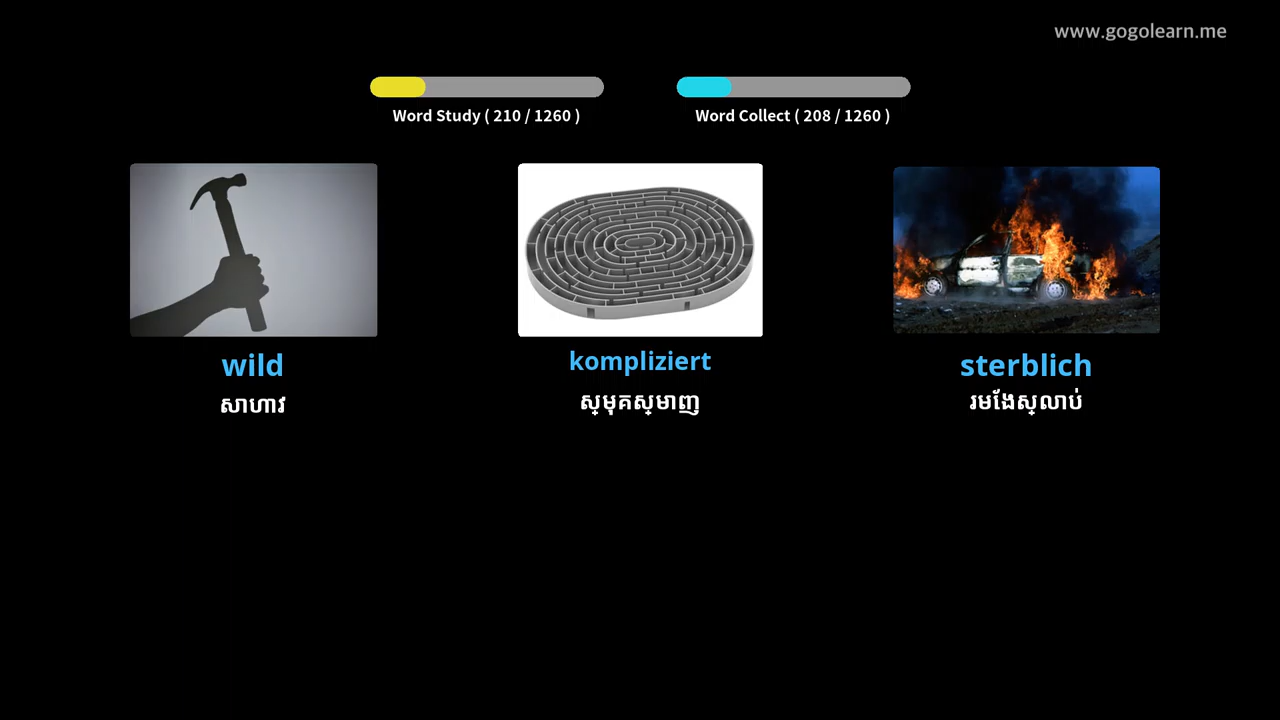 www.gogolearn.me
Word Study ( 210 / 1260 )
Word Collect ( 208 / 1260 )
wild
kompliziert
sterblich
សាហាវ
ស្មុគស្មាញ
រមែងស្លាប់